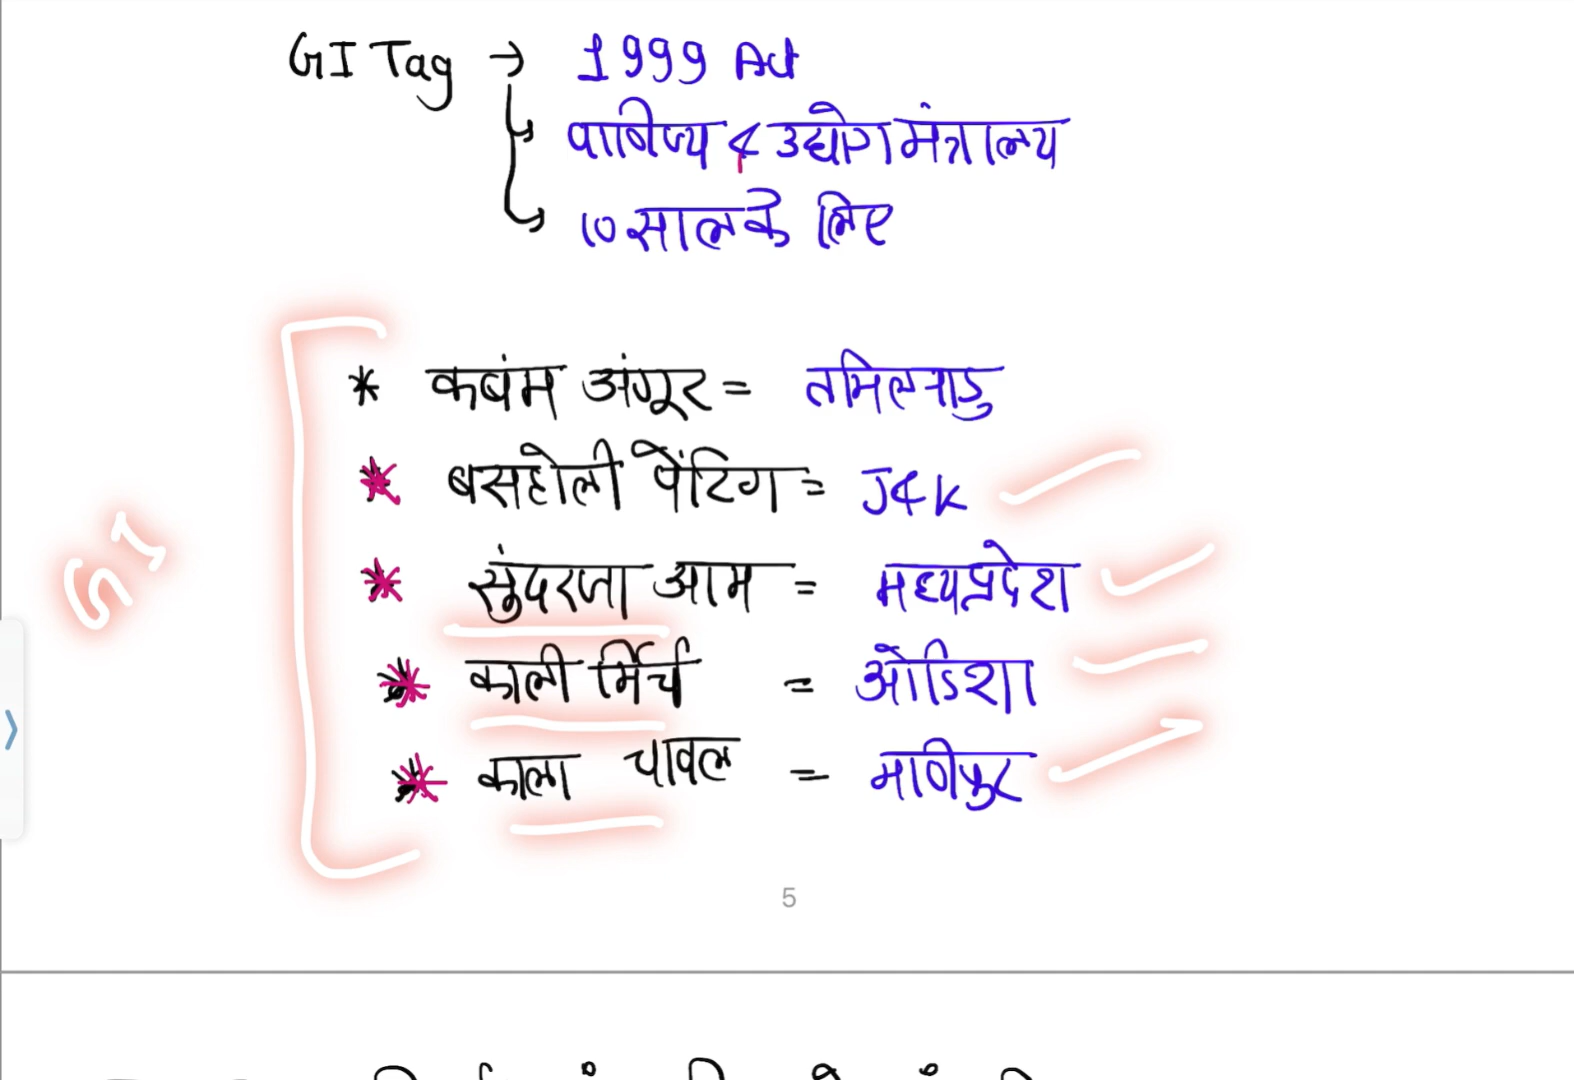 GI Tag → 1999 Act
वाणिज्य & उद्योग मंत्रालय
10 साल के लिए
* कबंम अंगूर = तमिलनाडु
* बसहोली पेंटिग = J&K
* सुंदरजा आम = मध्यप्रदेश
* काली मिर्च = ओडिशा
* काला चावल = मणिपुर
GI
5